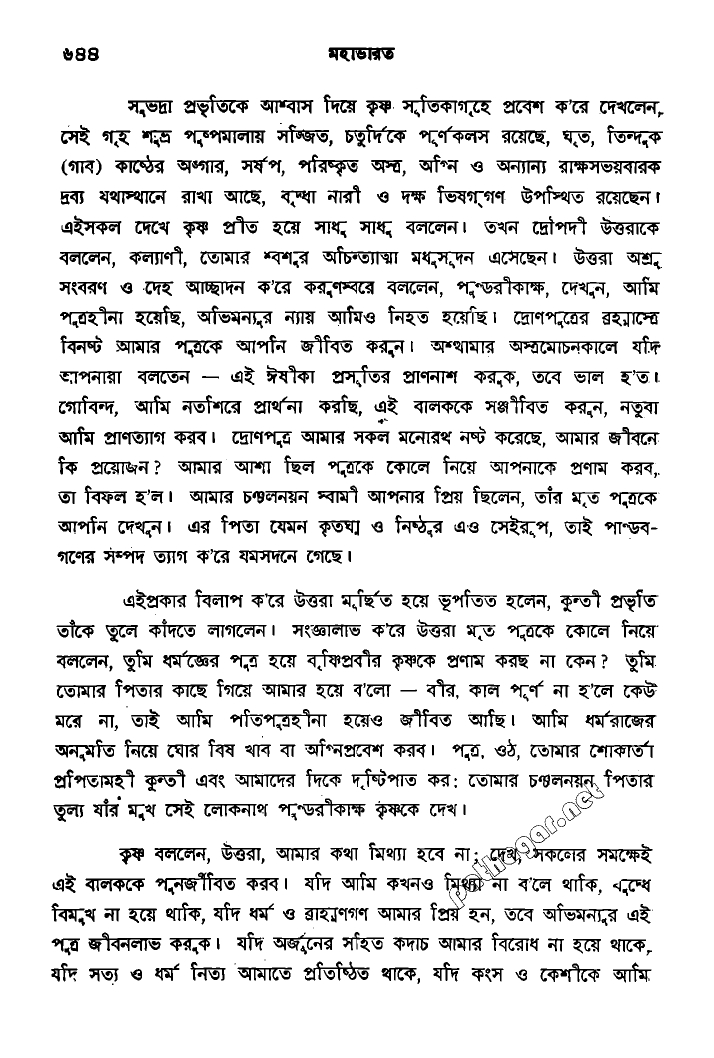 ৬৪৪ মহাভারত
সুভদ্রা প্রভৃতিকে আশ্বাস দিয়ে কৃষ্ণ সূতিকাগৃহে প্রবেশ ক'রে দেখলেন,
সেই গৃহ শুভ্র পুষ্পমালায় সজ্জিত, চতুর্দিকে পূর্ণকলস রয়েছে, ঘৃত, তিন্দুক
(গাব) কাষ্ঠের অঙ্গার, সর্ষপ, পরিষ্কৃত অস্ত্র, অগ্নি ও অন্যান্য রাক্ষসভয়বারক
দ্রব্য যথাস্থানে রাখা আছে, বৃদ্ধা নারী ও দক্ষ ভিষগ্‌গণ উপস্থিত রয়েছেন।
এইসকল দেখে কৃষ্ণ প্রীত হয়ে সাধু সাধু বললেন। তখন দ্রৌপদী উত্তরাকে
বললেন, কল্যাণী, তোমার শ্বশুর অচিন্ত্যাত্মা মধুসূদন এসেছেন। উত্তরা অশ্রু
সংবরণ ও দেহ আচ্ছাদন ক'রে করুণস্বরে বললেন, পুণ্ডরীকাক্ষ, দেখুন, আমি
পুত্রহীনা হয়েছি, অভিমন্যুর ন্যায় আমিও নিহত হয়েছি। দ্রোণপুত্রের ব্রহ্মাস্ত্রে
বিনষ্ট আমার পুত্রকে আপনি জীবিত করুন। অশ্বথামার অস্ত্রমোচনকালে যদি
আপনারা বলতেন — এই ঈষীকা প্রসূতির প্রাণনাশ করুক, তবে ভাল হ'ত।
গোবিন্দ, আমি নতশিরে প্রার্থনা করছি, এই বালককে সঞ্জীবিত করুন, নতুবা
আমি প্রাণত্যাগ করব। দ্রোণপুত্র আমার সকল মনোরথ নষ্ট করেছে, আমার জীবনে
কি প্রয়োজন? আমার আশা ছিল পুত্রকে কোলে নিয়ে আপনাকে প্রণাম করব,
তা বিফল হ'ল। আমার চঞ্চলনয়ন স্বামী আপনার প্রিয় ছিলেন, তাঁর মৃত পুত্রকে
আপনি দেখুন। এর পিতা যেমন কৃতঘ্ন ও নিষ্ঠুর এও সেইরূপ, তাই পাণ্ডব-
গণের সম্পদ ত্যাগ ক'রে যমসদনে গেছে।
এইপ্রকার বিলাপ ক'রে উত্তরা মূর্ছিত হয়ে ভূপতিত হলেন, কুন্তী প্রভৃতি
তাঁকে তুলে কাঁদতে লাগলেন। সংজ্ঞালাভ ক'রে উত্তরা মৃত পুত্রকে কোলে নিয়ে
বললেন, তুমি ধর্মজ্ঞের পুত্র হয়ে বৃষ্ণিপ্রবীর কৃষ্ণকে প্রণাম করছ না কেন? তুমি
তোমার পিতার কাছে গিয়ে আমার হয়ে ব'লো — বীর, কাল পূর্ণ না হ'লে কেউ
মরে না, তাই আমি পতিপুত্রহীনা হয়েও জীবিত আছি। আমি ধর্মরাজের
অনুমতি নিয়ে ঘোর বিষ খাব বা অগ্নিপ্রবেশ করব। পুত্র, ওঠ, তোমার শোকার্তা
প্রপিতামহী কুন্তী এবং আমাদের দিকে দৃষ্টিপাত কর; তোমার চঞ্চলনয়ন পিতার
তুল্য যাঁর মুখ সেই লোকনাথ পুণ্ডরীকাক্ষ কৃষ্ণকে দেখ।
কৃষ্ণ বললেন, উত্তরা, আমার কথা মিথ্যা হবে না; দেখ, সকলের সমক্ষেই
এই বালককে পুনর্জীবিত করব। যদি আমি কখনও মিথ্যা না ব'লে থাকি, যুদ্ধে
বিমুখ না হয়ে থাকি, যদি ধর্ম ও ব্রাহ্মণগণ আমার প্রিয় হন, তবে অভিমন্যুর এই
পুত্র জীবনলাভ করুক। যদি অর্জুনের সহিত কদাচ আমার বিরোধ না হয়ে থাকে,
যদি সত্য ও ধর্ম নিত্য আমাতে প্রতিষ্ঠিত থাকে, যদি কংস ও কেশীকে আমি
pathagar.net